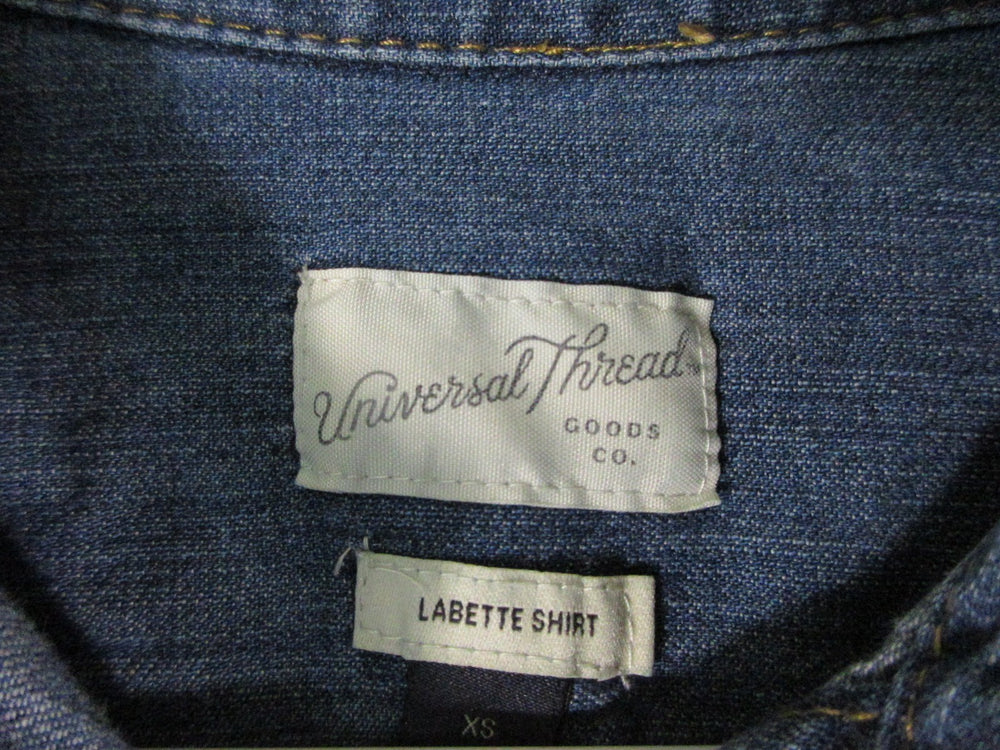 Universal Thread
GOODS
CO.
LABETTE SHIRT
XS